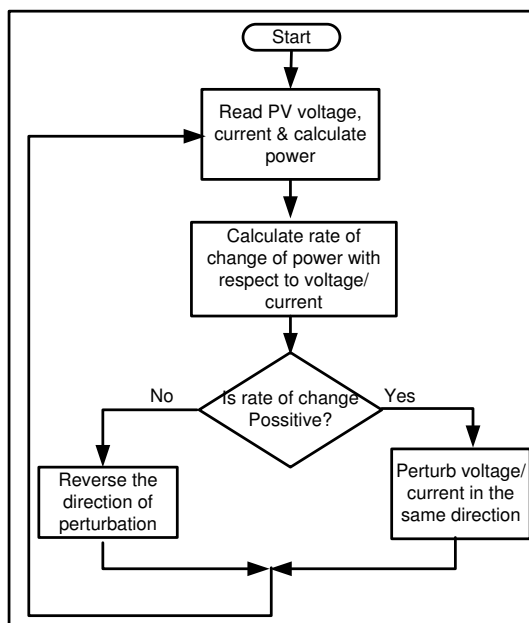 Start
Read PV voltage,
current & calculate
power
Calculate rate of
change of power with
respect to voltage/
current
Is rate of change
Possitive?
No
Yes
Reverse the
direction of
perturbation
Perturb voltage/
current in the
same direction